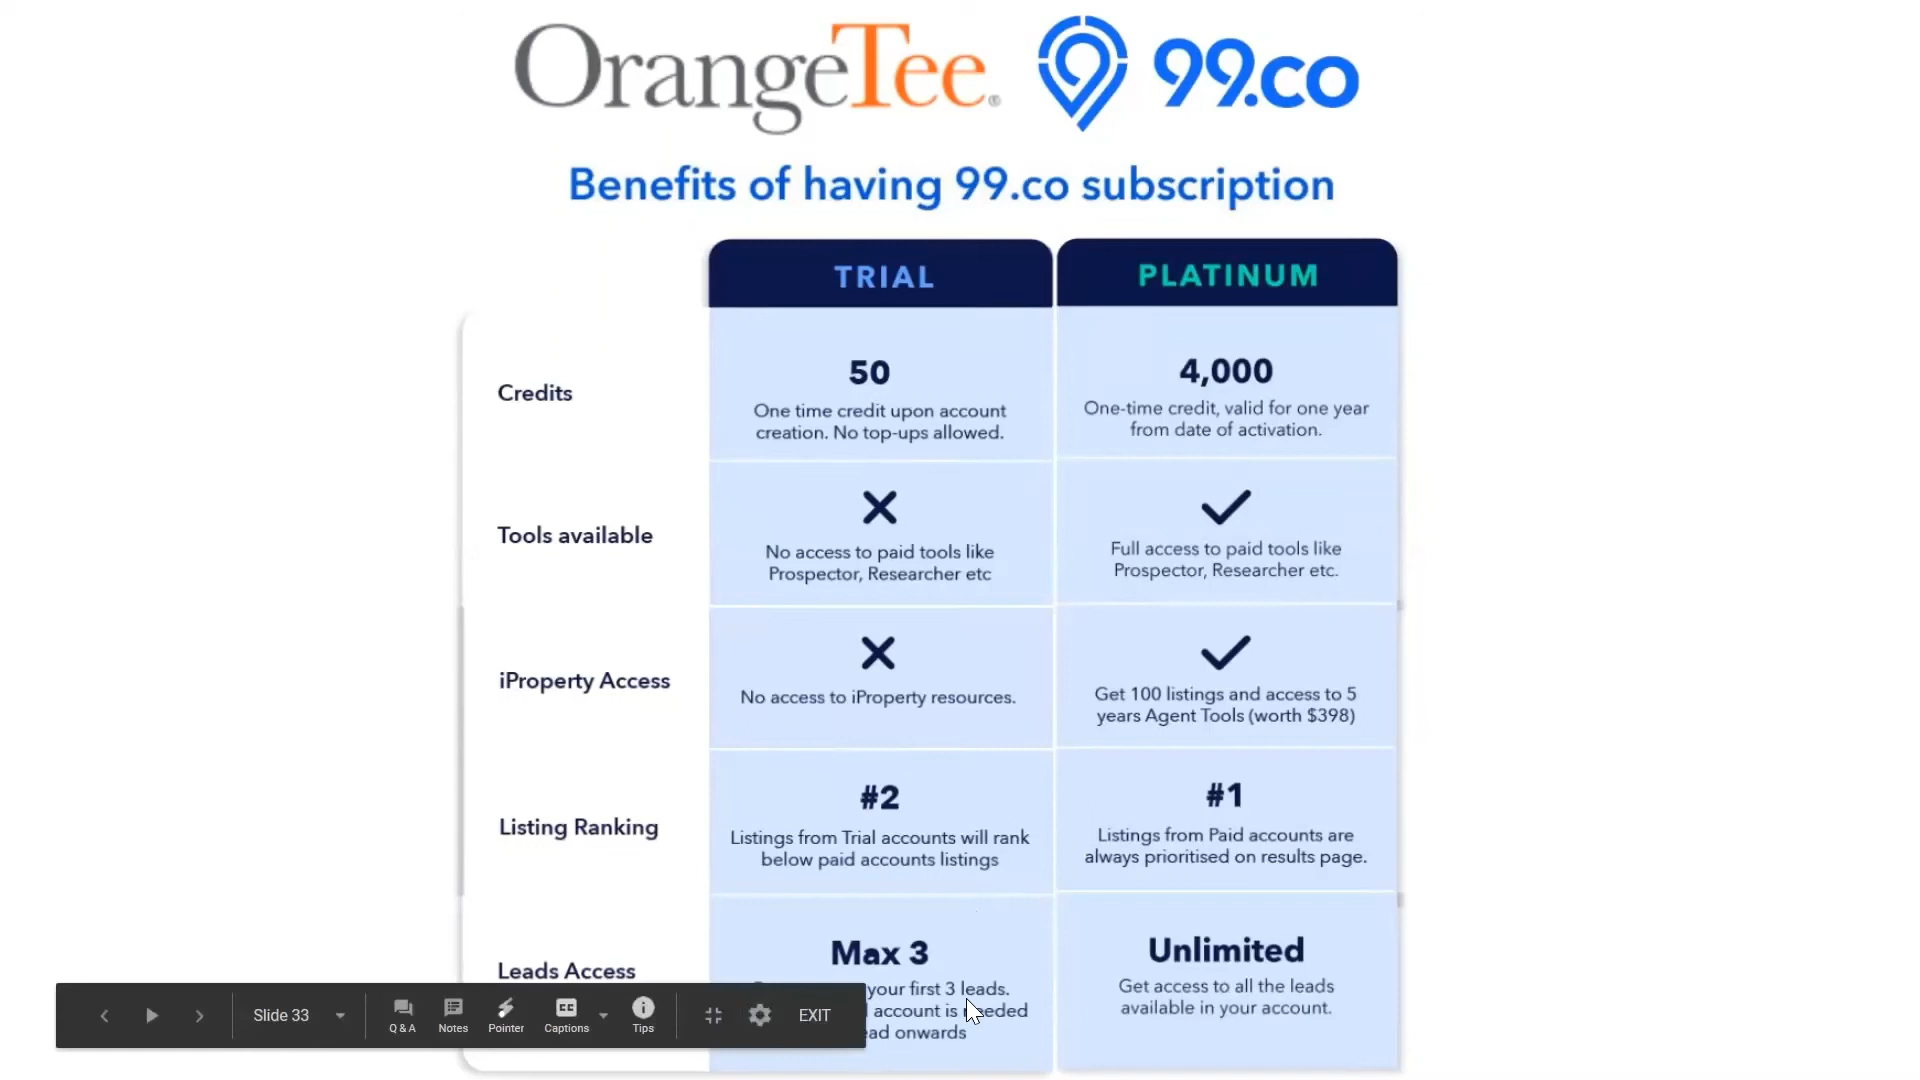 OrangeTee®
99.co
Benefits of having 99.co subscription
TRIAL
PLATINUM
Credits
50
One time credit upon account
creation. No top-ups allowed.
4,000
One-time credit, valid for one year
from date of activation.
Tools available
No access to paid tools like
Prospector, Researcher etc
Full access to paid tools like
Prospector, Researcher etc.
iProperty Access
No access to iProperty resources.
Get 100 listings and access to 5
years Agent Tools (worth $398)
Listing Ranking
#2
Listings from Trial accounts will rank
below paid accounts listings
#1
Listings from Paid accounts are
always prioritised on results page.
Leads Access
Max 3
your first 3 leads.
account is needed
onwards
Unlimited
Get access to all the leads
available in your account.
Slide 33
Q & A
Notes
Pointer
CC
Captions
Tips
EXIT